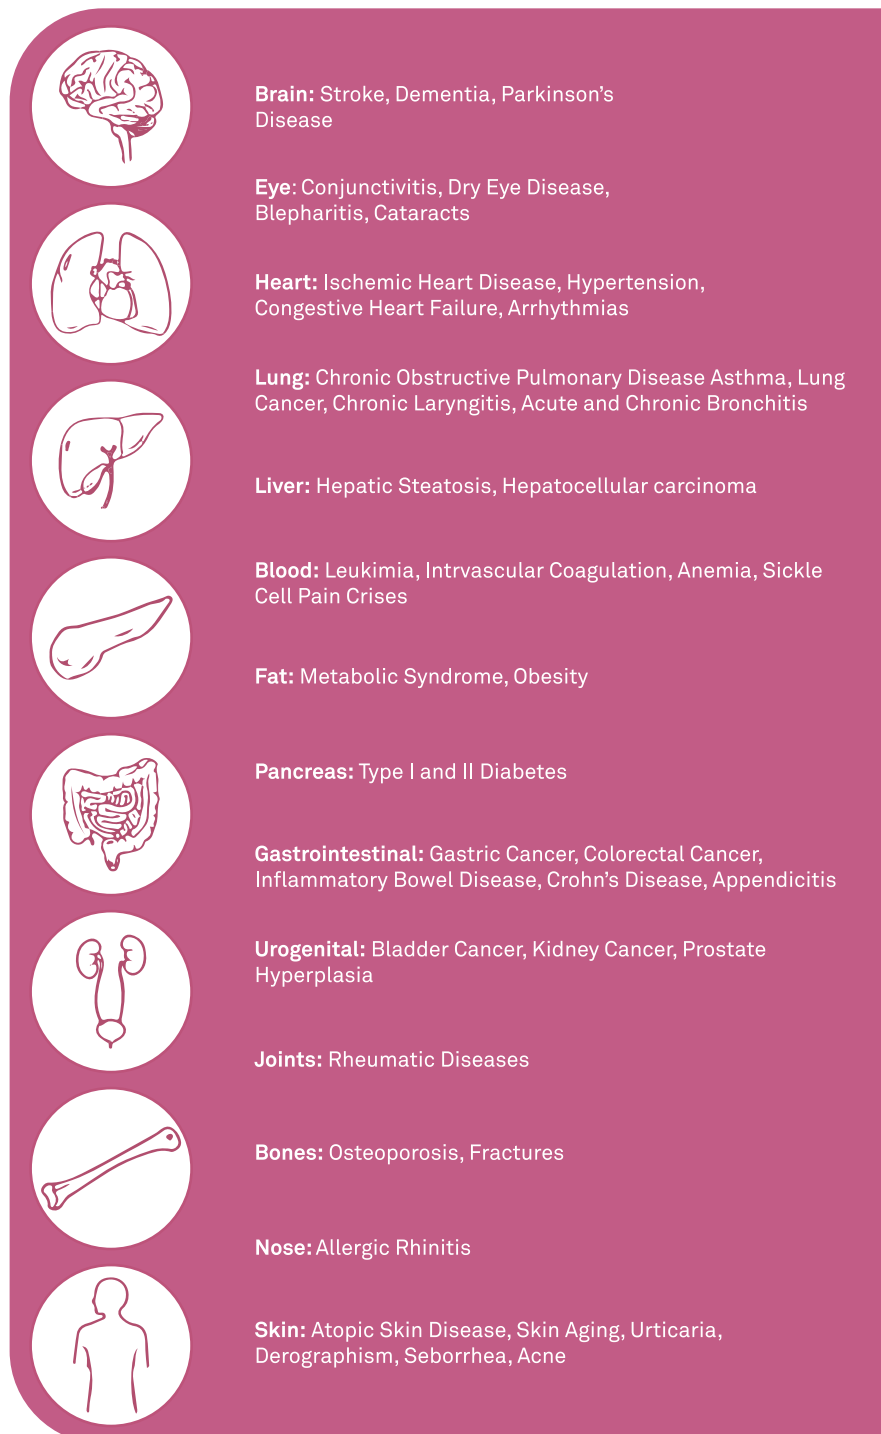 Brain: Stroke, Dementia, Parkinson’s
Disease
Eye: Conjunctivitis, Dry Eye Disease,
Blepharitis, Cataracts
Heart: Ischemic Heart Disease, Hypertension,
Congestive Heart Failure, Arrhythmias
Lung: Chronic Obstructive Pulmonary Disease Asthma, Lung
Cancer, Chronic Laryngitis, Acute and Chronic Bronchitis
Liver: Hepatic Steatosis, Hepatocellular carcinoma
Blood: Leukimia, Intrvascular Coagulation, Anemia, Sickle
Cell Pain Crises
Fat: Metabolic Syndrome, Obesity
Pancreas: Type I and II Diabetes
Gastrointestinal: Gastric Cancer, Colorectal Cancer,
Inflammatory Bowel Disease, Crohn’s Disease, Appendicitis
Urogenital: Bladder Cancer, Kidney Cancer, Prostate
Hyperplasia
Joints: Rheumatic Diseases
Bones: Osteoporosis, Fractures
Nose: Allergic Rhinitis
Skin: Atopic Skin Disease, Skin Aging, Urticaria,
Derographism, Seborrhea, Acne